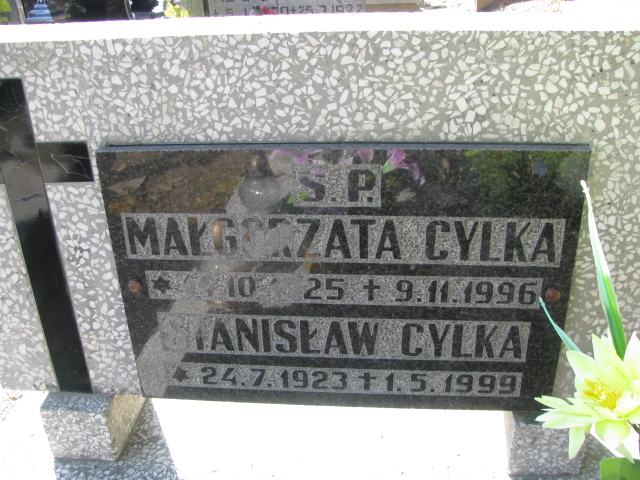 Ś.P.
MAŁGORZATA CYLKA
10 25 ✝ 9.11.1996
STANISŁAW CYLKA
✶ 24.7.1923 ✝ 1.5.1999